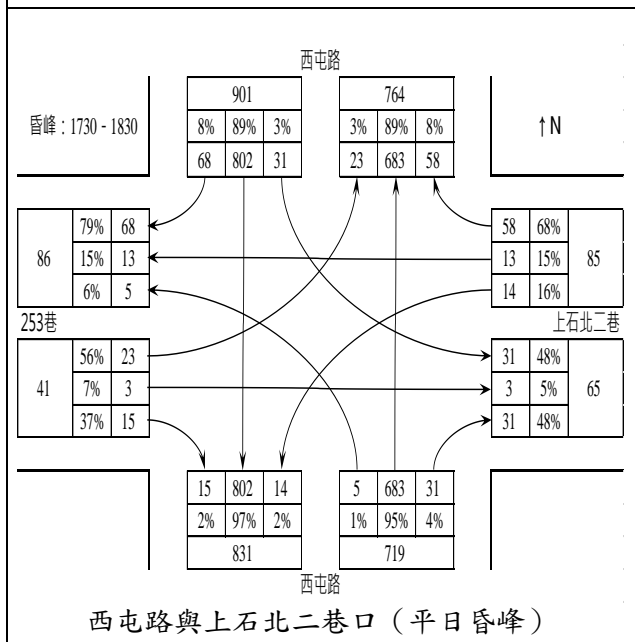 西屯路
901 764
昏峰：1730 - 1830 8% 89% 3% 3% 89% 8% ↑N
68 802 31 23 683 58
79% 68 58 68%
86 15% 13 13 15% 85
6% 5 14 16%
253巷 上石北二巷
56% 23 31 48%
41 7% 3 3 5% 65
37% 15 31 48%
15 802 14 5 683 31
2% 97% 2% 1% 95% 4%
831 719
西屯路
西屯路與上石北二巷口（平日昏峰）